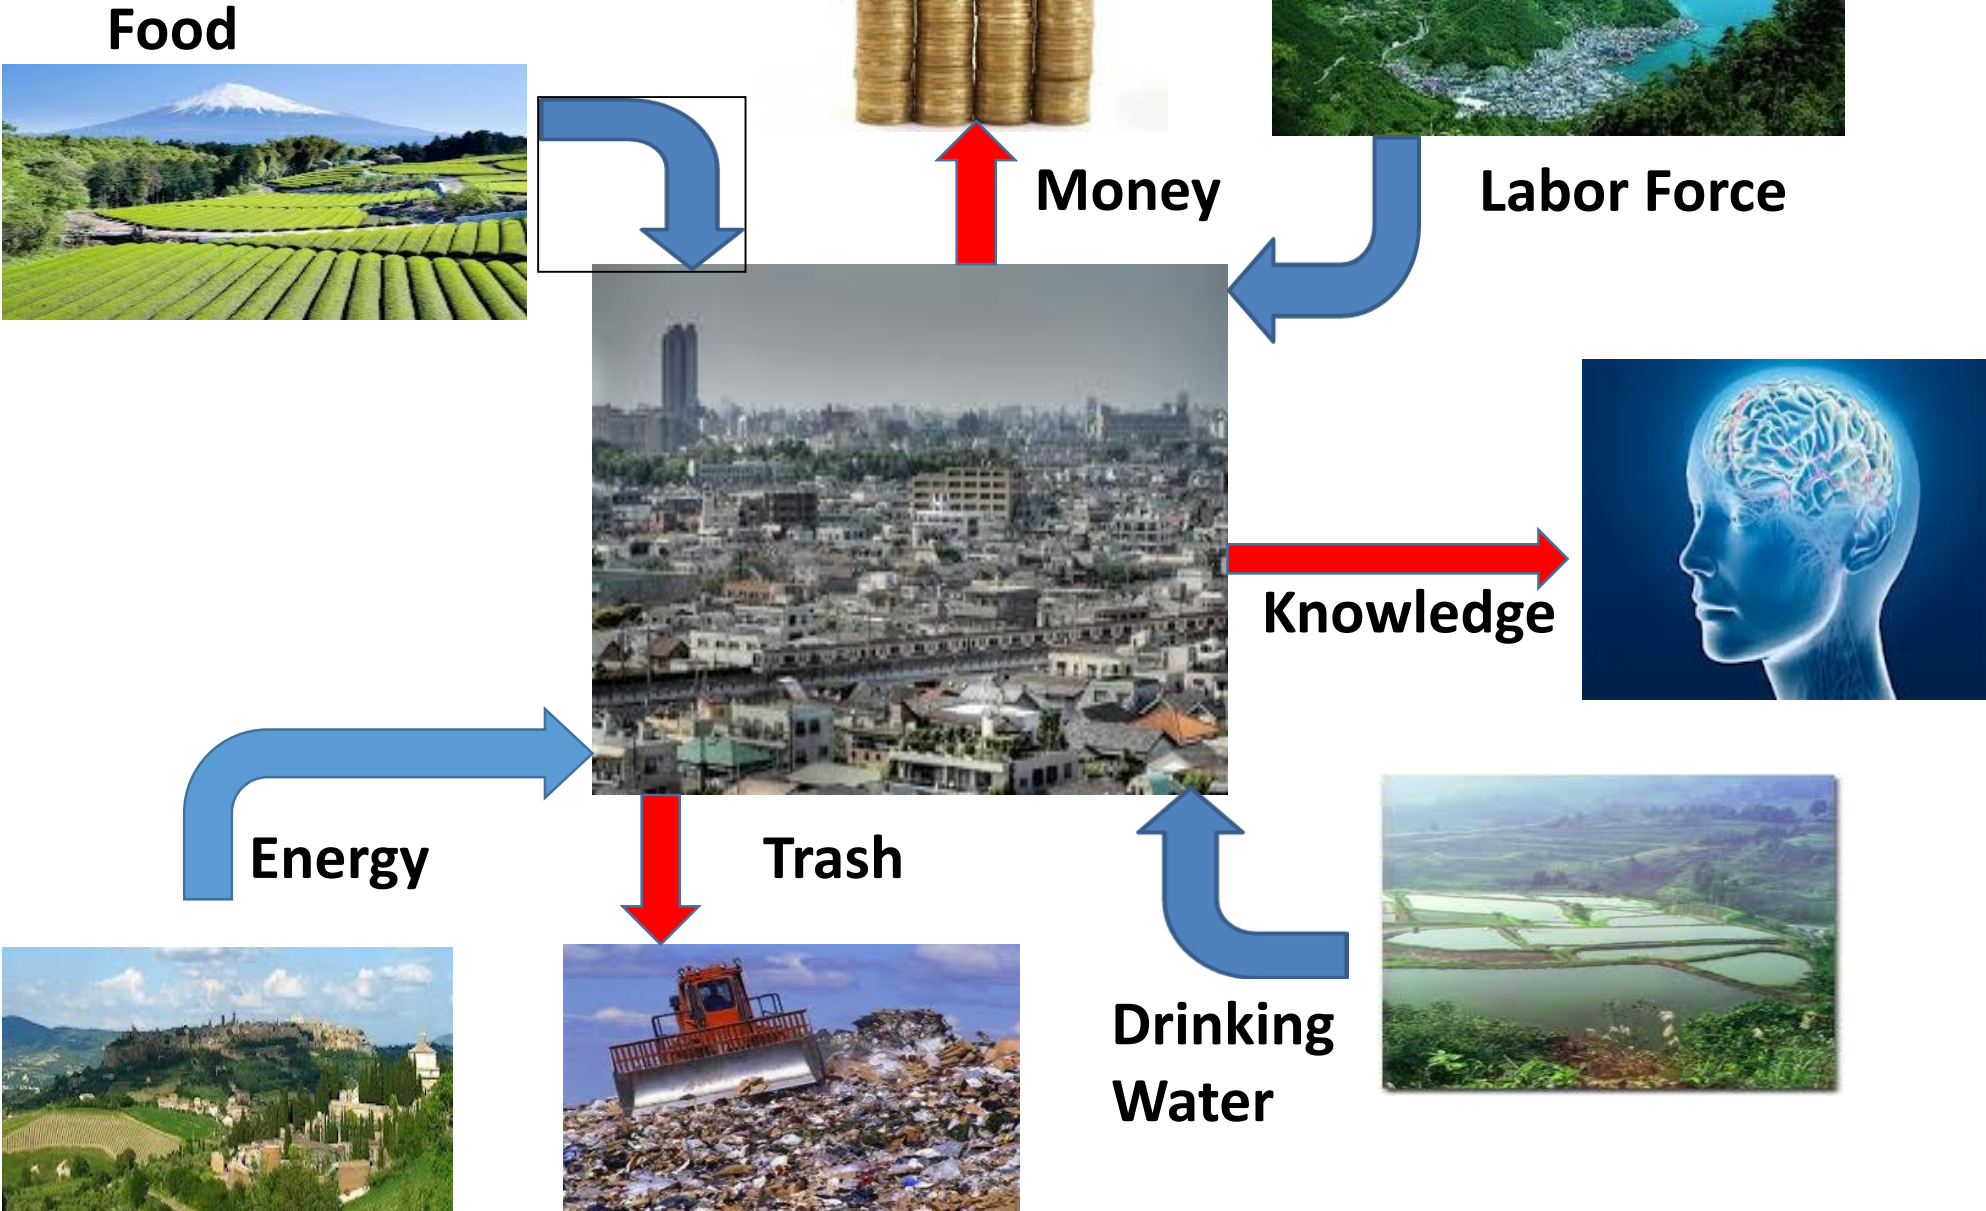 Food
Money
Labor Force
Knowledge
Energy
Trash
Drinking
Water